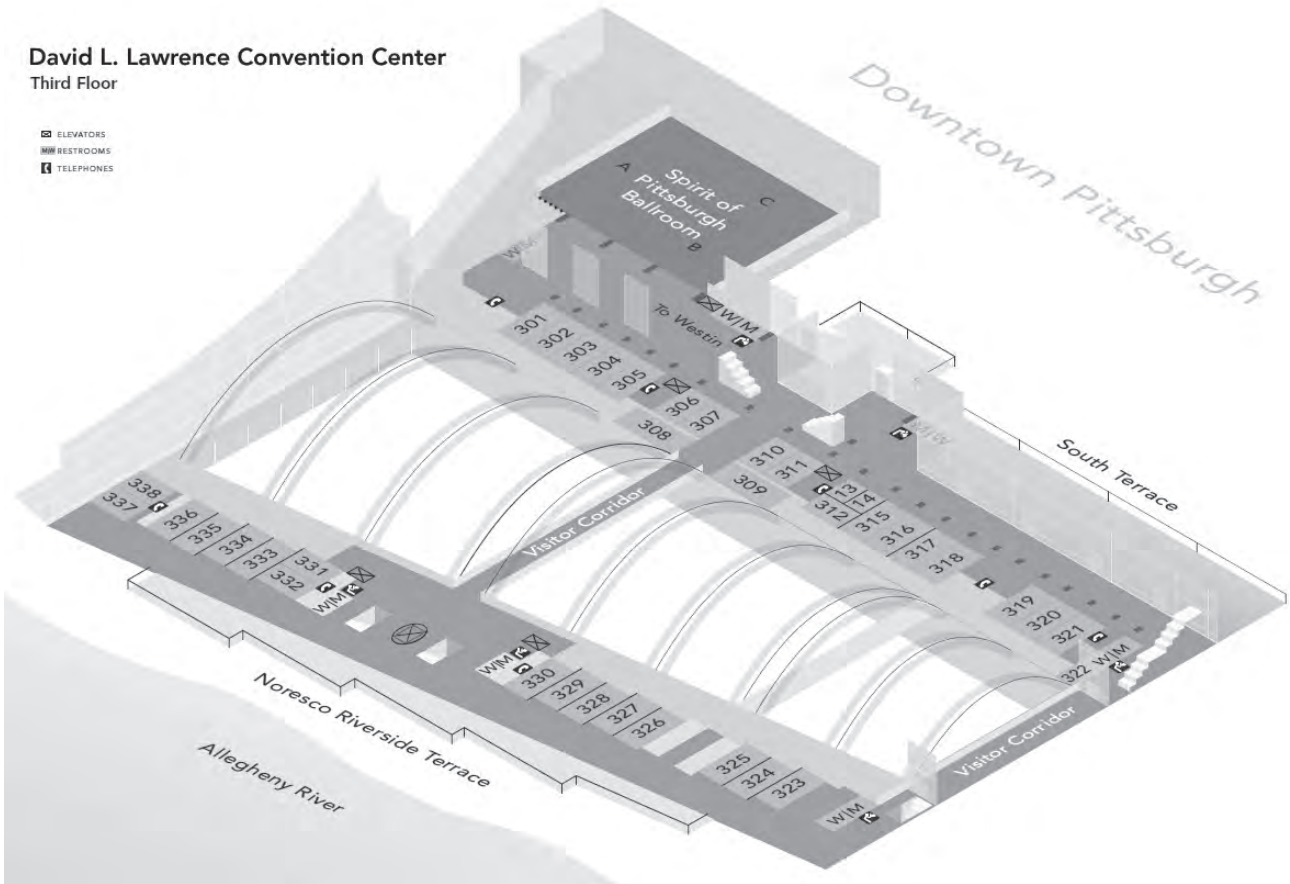 David L. Lawrence Convention Center
Third Floor
ELEVATORS
M/W RESTROOMS
TELEPHONES
Downtown Pittsburgh
A
Spirit of
Pittsburgh
Ballroom
C
B
W|M
To Westin
W|M
301
302
303
304
305
306
307
308
309
310
311
312
13
14
315
316
317
318
319
320
321
322
W|M
M|W
South Terrace
Visitor Corridor
338
337
336
335
334
333
332
331
W|M
W|M
330
329
328
327
326
325
324
323
W|M
Visitor Corridor
Noresco Riverside Terrace
Allegheny River